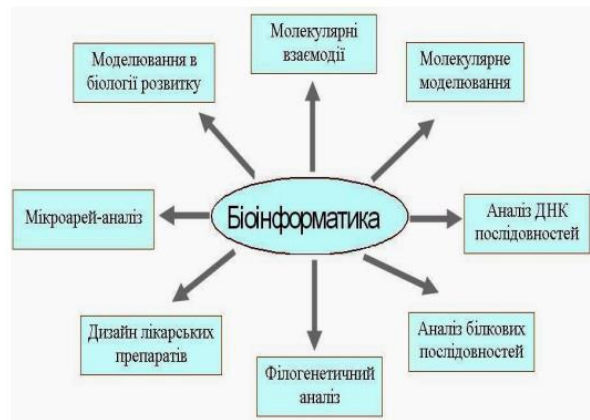 Молекулярні
взаємодії
Моделювання в
біології розвитку
Молекулярне
моделювання
Мікроарей-аналіз
Біоінформатика
Аналіз ДНК
послідовностей
Дизайн лікарських
препаратів
Філогенетичний
аналіз
Аналіз білкових
послідовностей